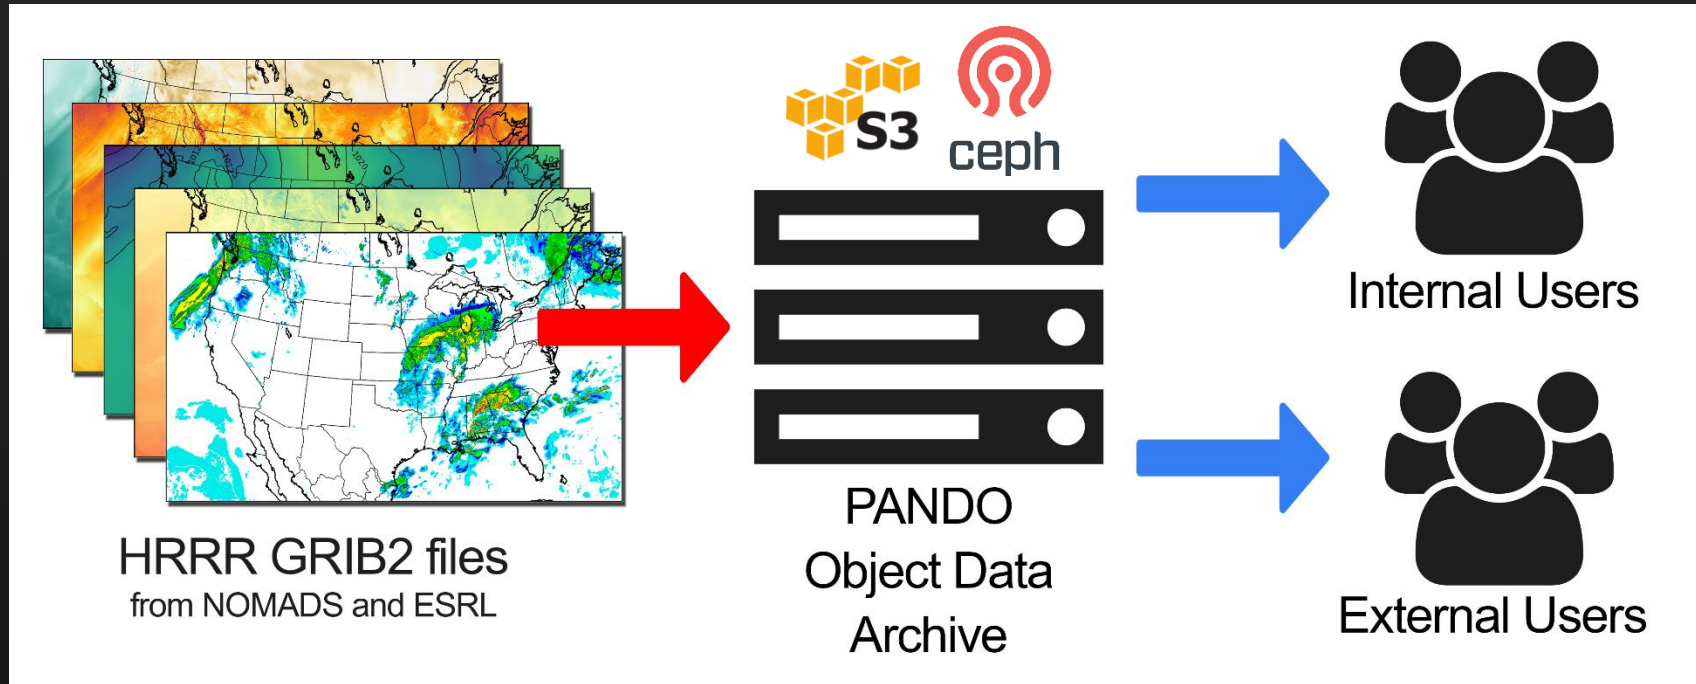 HRRR GRIB2 files
from NOMADS and ESRL
S3
ceph
PANDO
Object Data
Archive
Internal Users
External Users